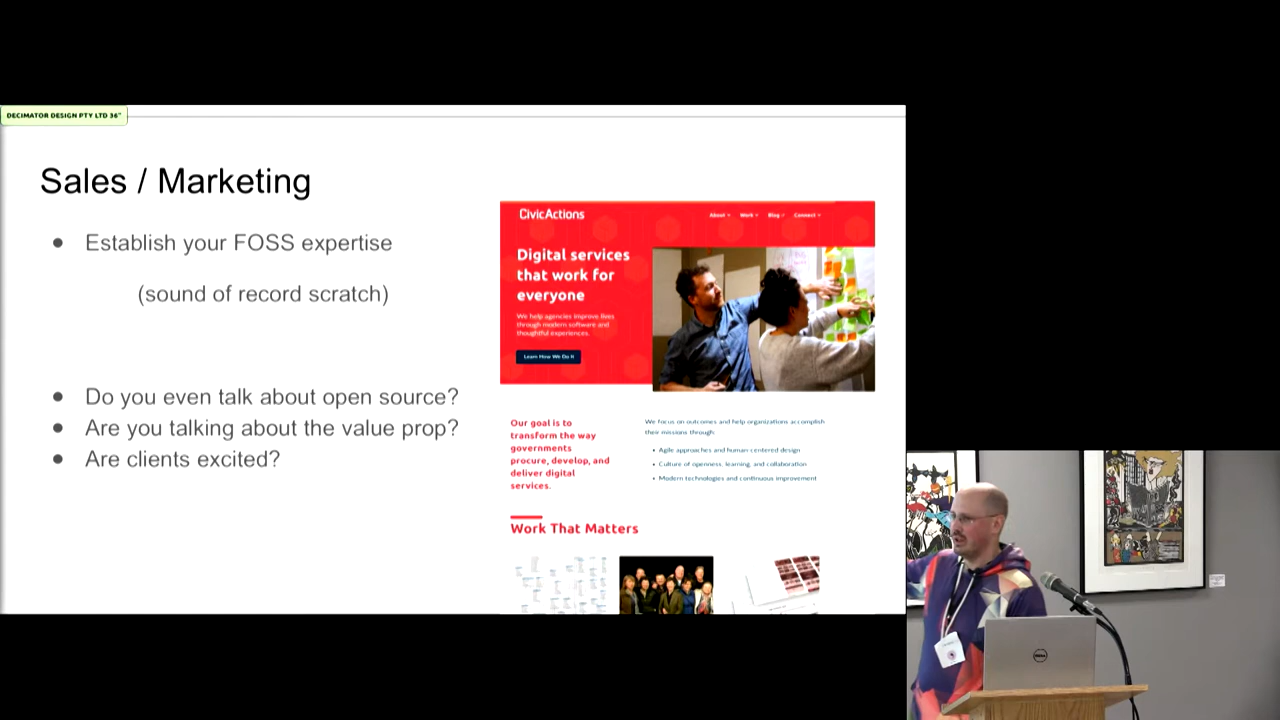 DECIMATOR DESIGN PTY LTD 36"
Sales / Marketing
● Establish your FOSS expertise
(sound of record scratch)
● Do you even talk about open source?
● Are you talking about the value prop?
● Are clients excited?
CivicActions
About Work Blog Connect
Digital services
that work for
everyone
We help agencies improve lives
through modern software and
thoughtful experiences.
Learn How We Do It
Our goal is to
transform the way
governments
procure, develop, and
deliver digital
services.
We focus on outcomes and help organizations accomplish
their missions through:
• Agile approaches and human centered design
• Culture of openness, learning, and collaboration
• Modern technologies and continuous improvement
Work That Matters
DELL